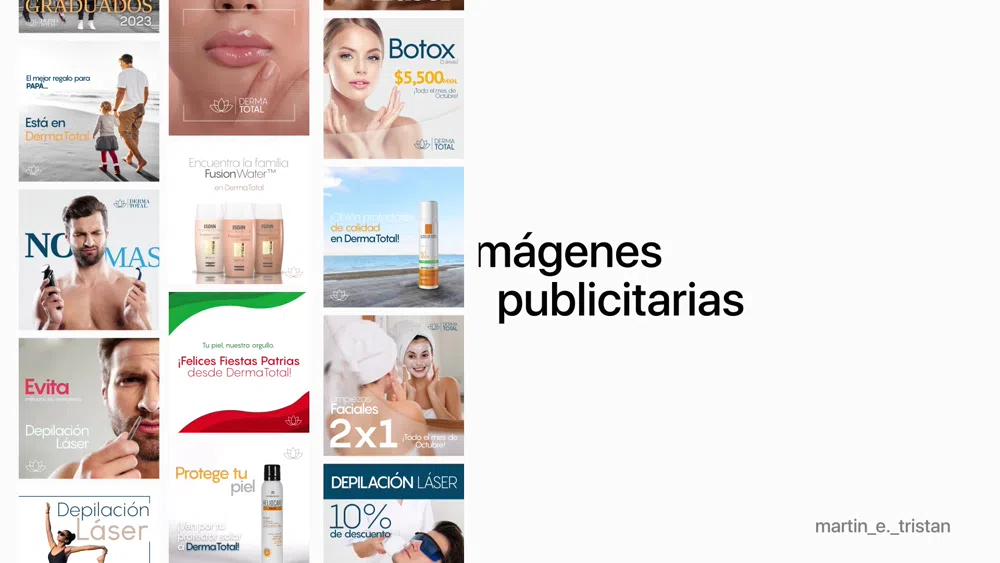 GRADUADOS
2023
El mejor regalo para
PAPÁ...
Está en
DermaTotal
NO MAS
DERMA
TOTAL
Evita
Depilación
Láser
Depilación
Láser
DERMA
TOTAL
Encuentra la familia
FusionWater™
en DermaTotal
ISDIN
ISDIN
ISDIN
Tu piel, nuestro orgullo.
¡Felices Fiestas Patrias
desde DermaTotal!
Protege tu
piel
¡Ven por tu
protector solar
a DermaTotal!
HELIOCARE
Botox
$5,500
¡Todo el mes de
Octubre!
DERMA
TOTAL
de calidad
en DermaTotal!
DERMA
TOTAL
Limpiezas
Faciales
2x1 ¡Todo el mes de
Octubre!
DEPILACIÓN LÁSER
10%
de descuento
mágenes
publicitarias
martin_e._tristan